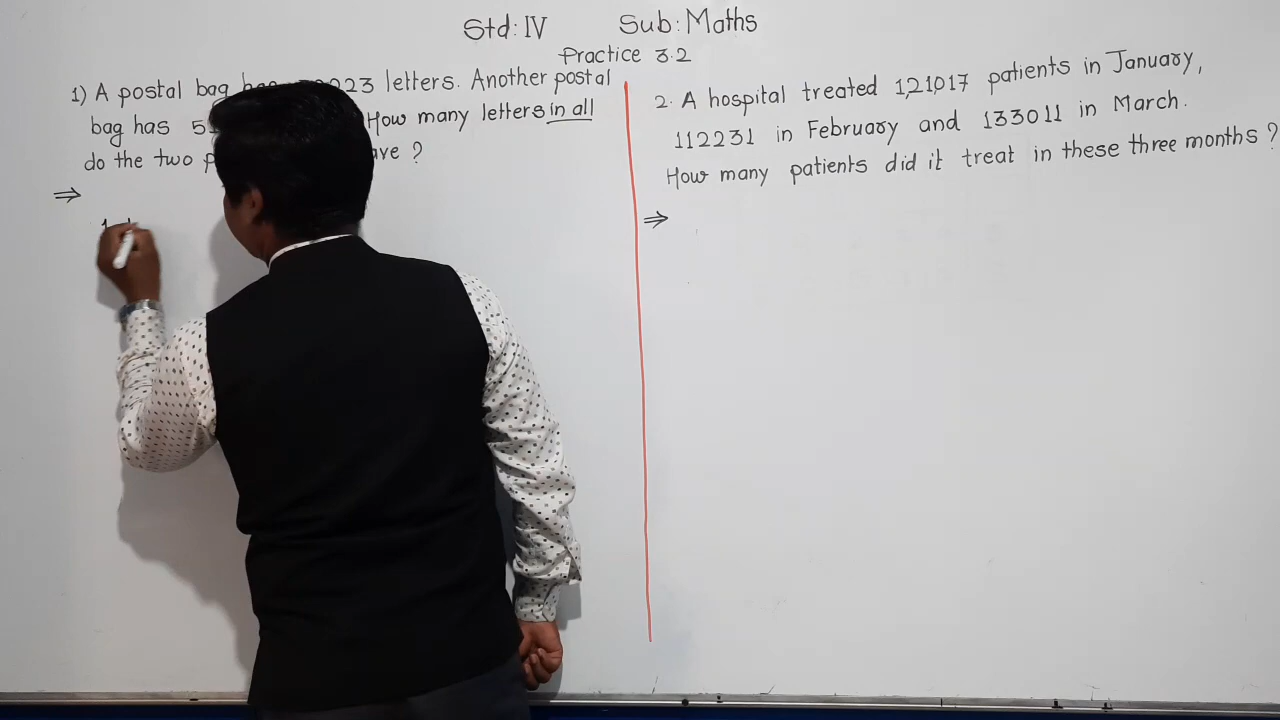 Std: IV Sub: Maths
Practice 3.2
1) A postal bag letters. Another postal
bag has How many letters in all
do the two ?
⇒
2. A hospital treated 121017 patients in January,
112231 in February and 133011 in March.
How many patients did it treat in these three months?
⇒